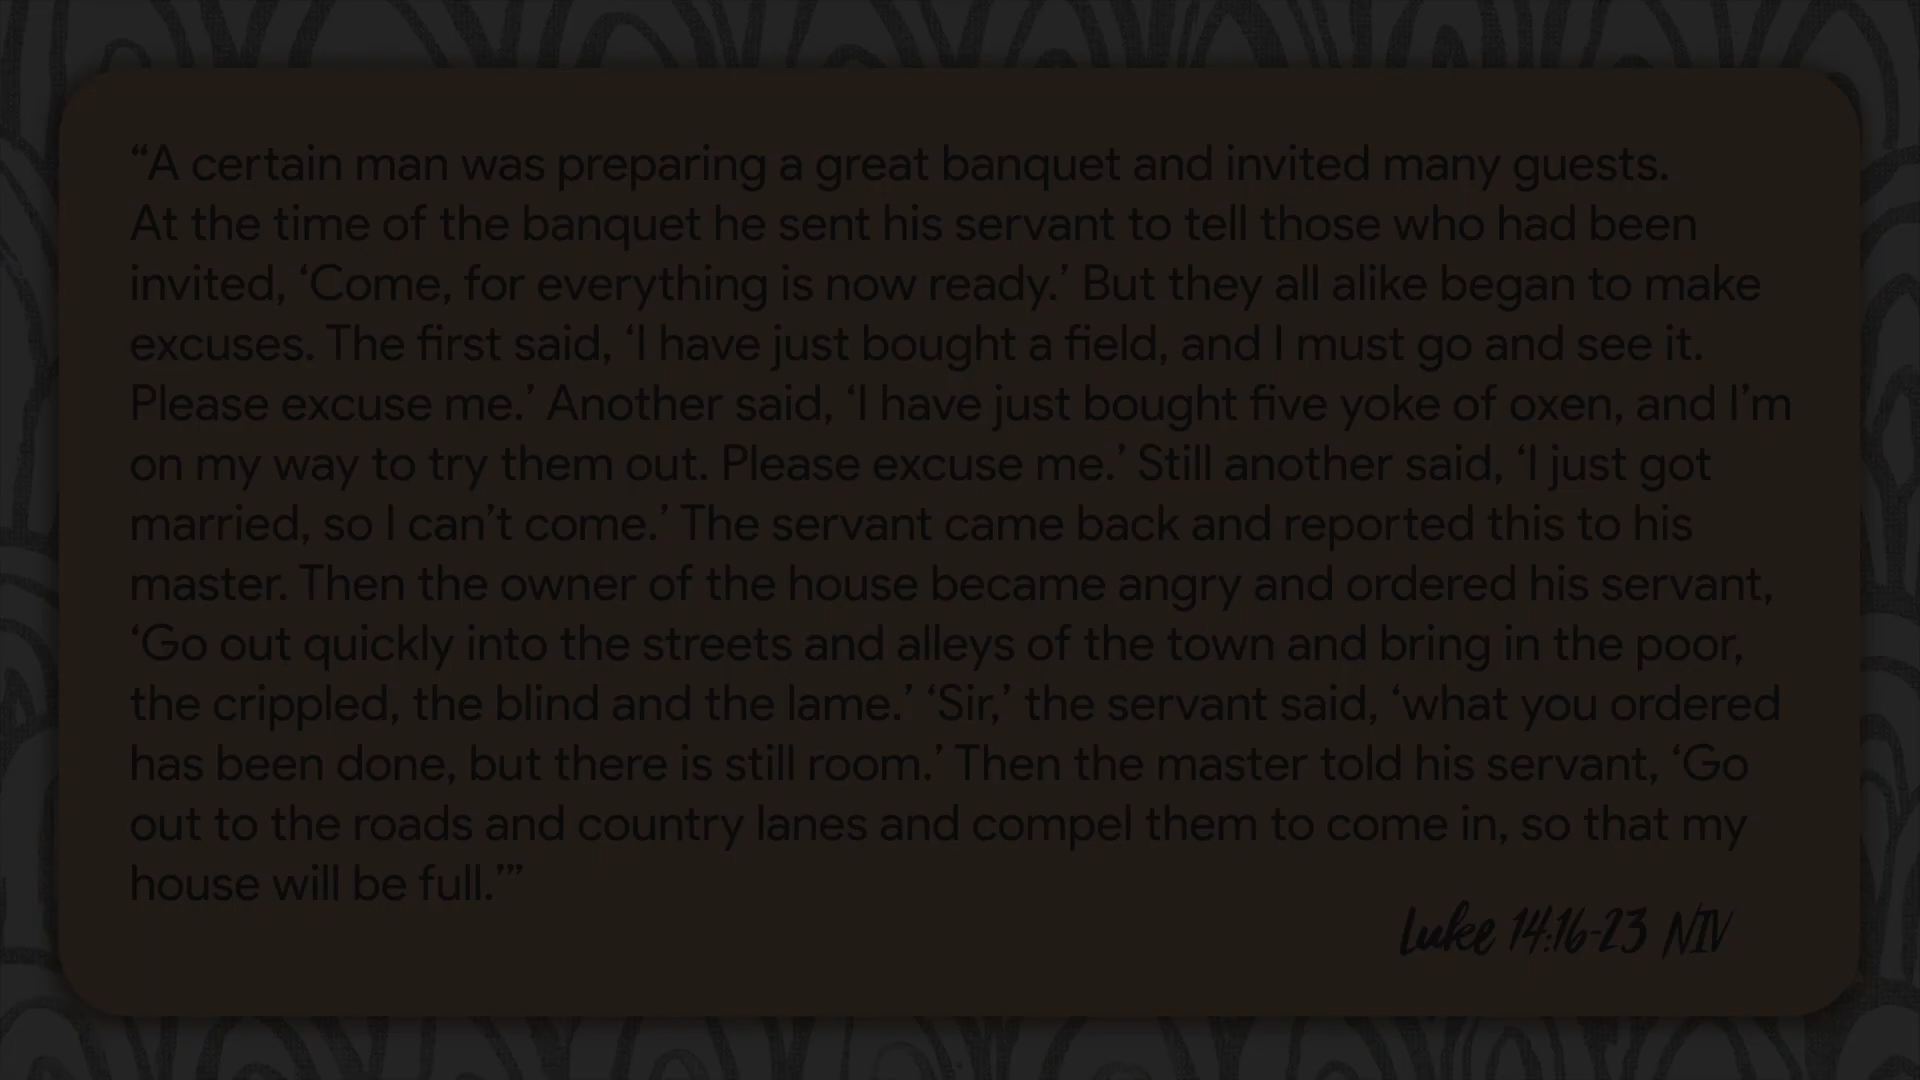 “A certain man was preparing a great banquet and invited many guests.
At the time of the banquet he sent his servant to tell those who had been
invited, ‘Come, for everything is now ready.’ But they all alike began to make
excuses. The first said, ‘I have just bought a field, and I must go and see it.
Please excuse me.’ Another said, ‘I have just bought five yoke of oxen, and I’m
on my way to try them out. Please excuse me.’ Still another said, ‘I just got
married, so I can’t come.’ The servant came back and reported this to his
master. Then the owner of the house became angry and ordered his servant,
‘Go out quickly into the streets and alleys of the town and bring in the poor,
the crippled, the blind and the lame.’ ‘Sir,’ the servant said, ‘what you ordered
has been done, but there is still room.’ Then the master told his servant, ‘Go
out to the roads and country lanes and compel them to come in, so that my
house will be full.’”
Luke 14:16-23 NIV